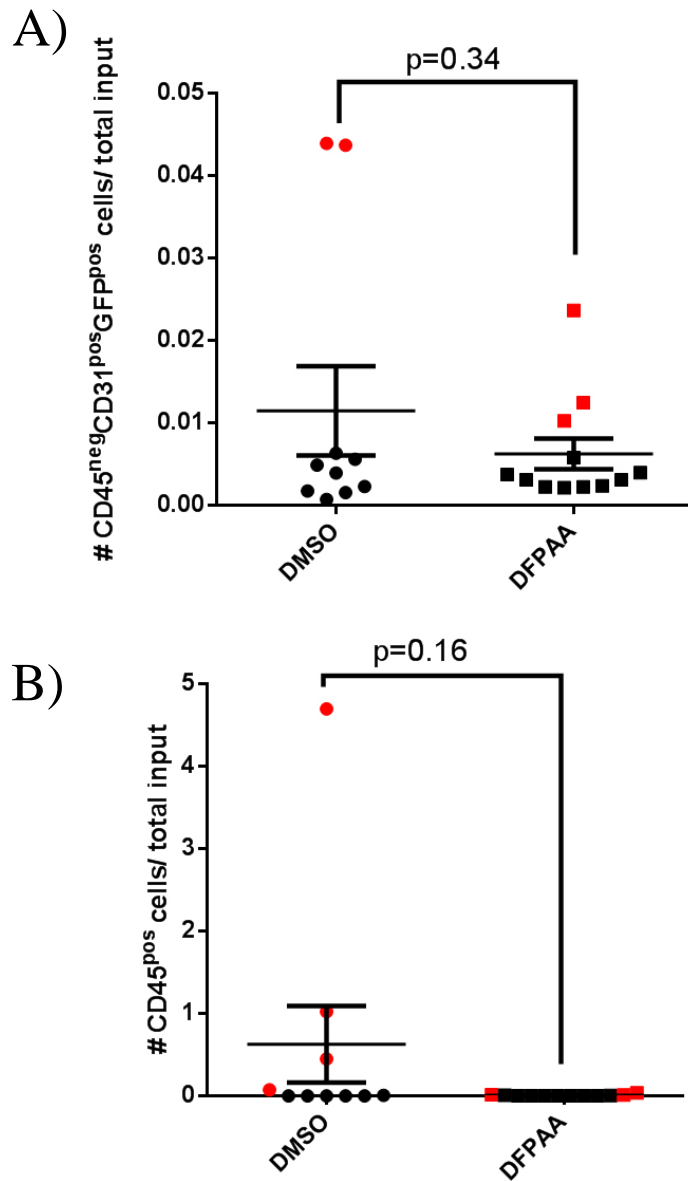 A)
p=0.34
# CD45negCD31posGFPpos cells/ total input
0.05
0.04
0.03
0.02
0.01
0.00
DMSO
DFPAA
B)
p=0.16
# CD45pos cells/ total input
5
4
3
2
1
0
DMSO
DFPAA